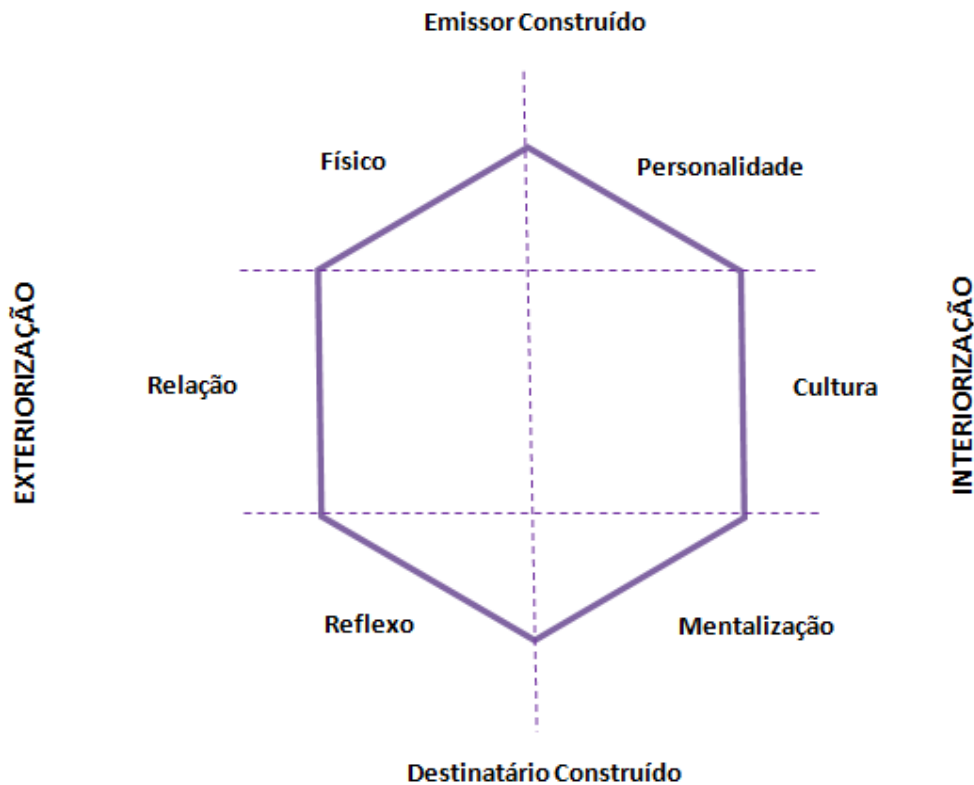 Emissor Construído
Físico
Personalidade
EXTERIORIZAÇÃO
Relação
Cultura
INTERIORIZAÇÃO
Reflexo
Mentalização
Destinatário Construído